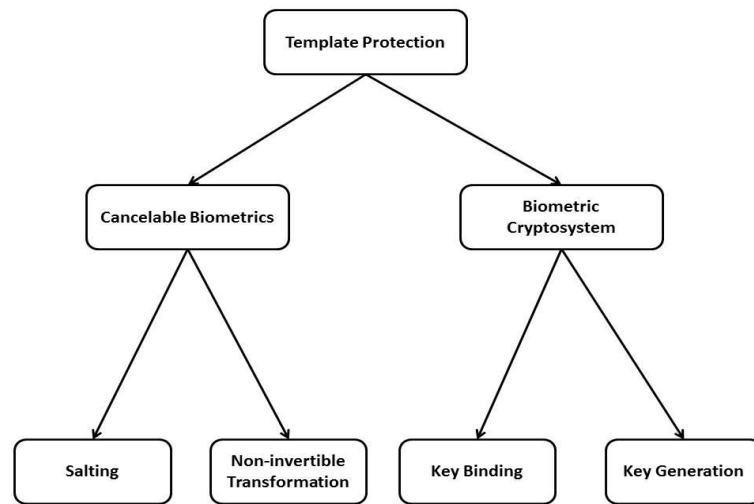 Template Protection
Cancelable Biometrics
Biometric
Cryptosystem
Salting
Non-invertible
Transformation
Key Binding
Key Generation